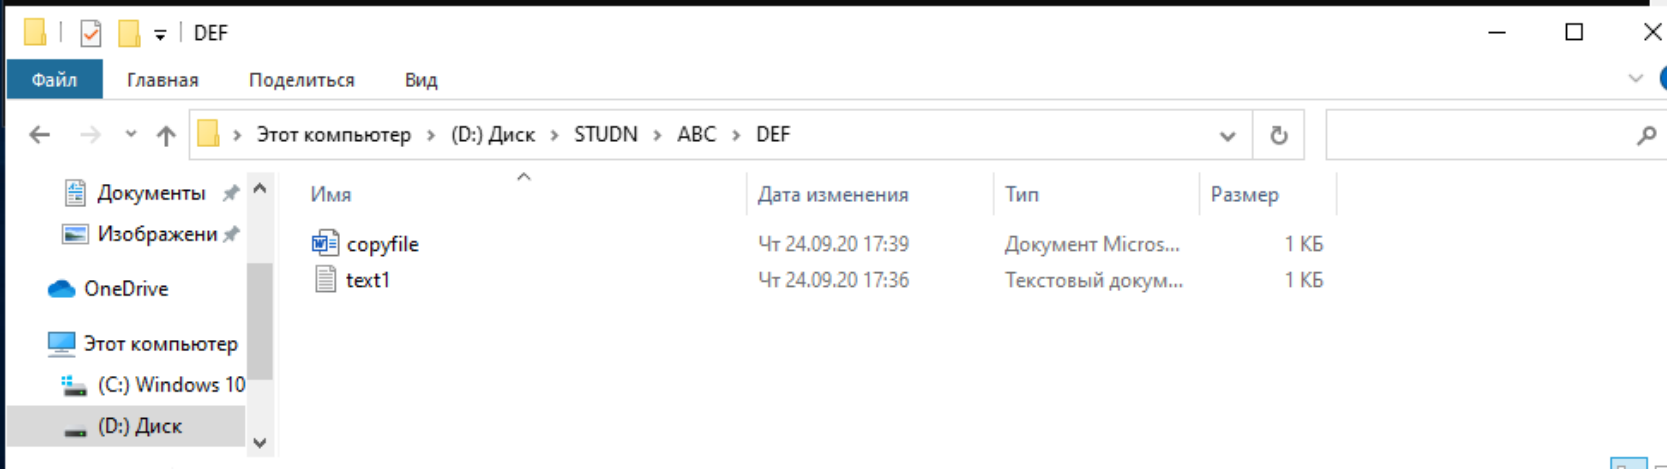 DEF
Файл Главная Поделиться Вид
Этот компьютер (D:) Диск STUDN ABC DEF
Документы
Изображени
OneDrive
Этот компьютер
(C:) Windows 10
(D:) Диск
Имя Дата изменения Тип Размер
copyfile Чт 24.09.20 17:39 Документ Micros... 1 КБ
text1 Чт 24.09.20 17:36 Текстовый докум... 1 КБ